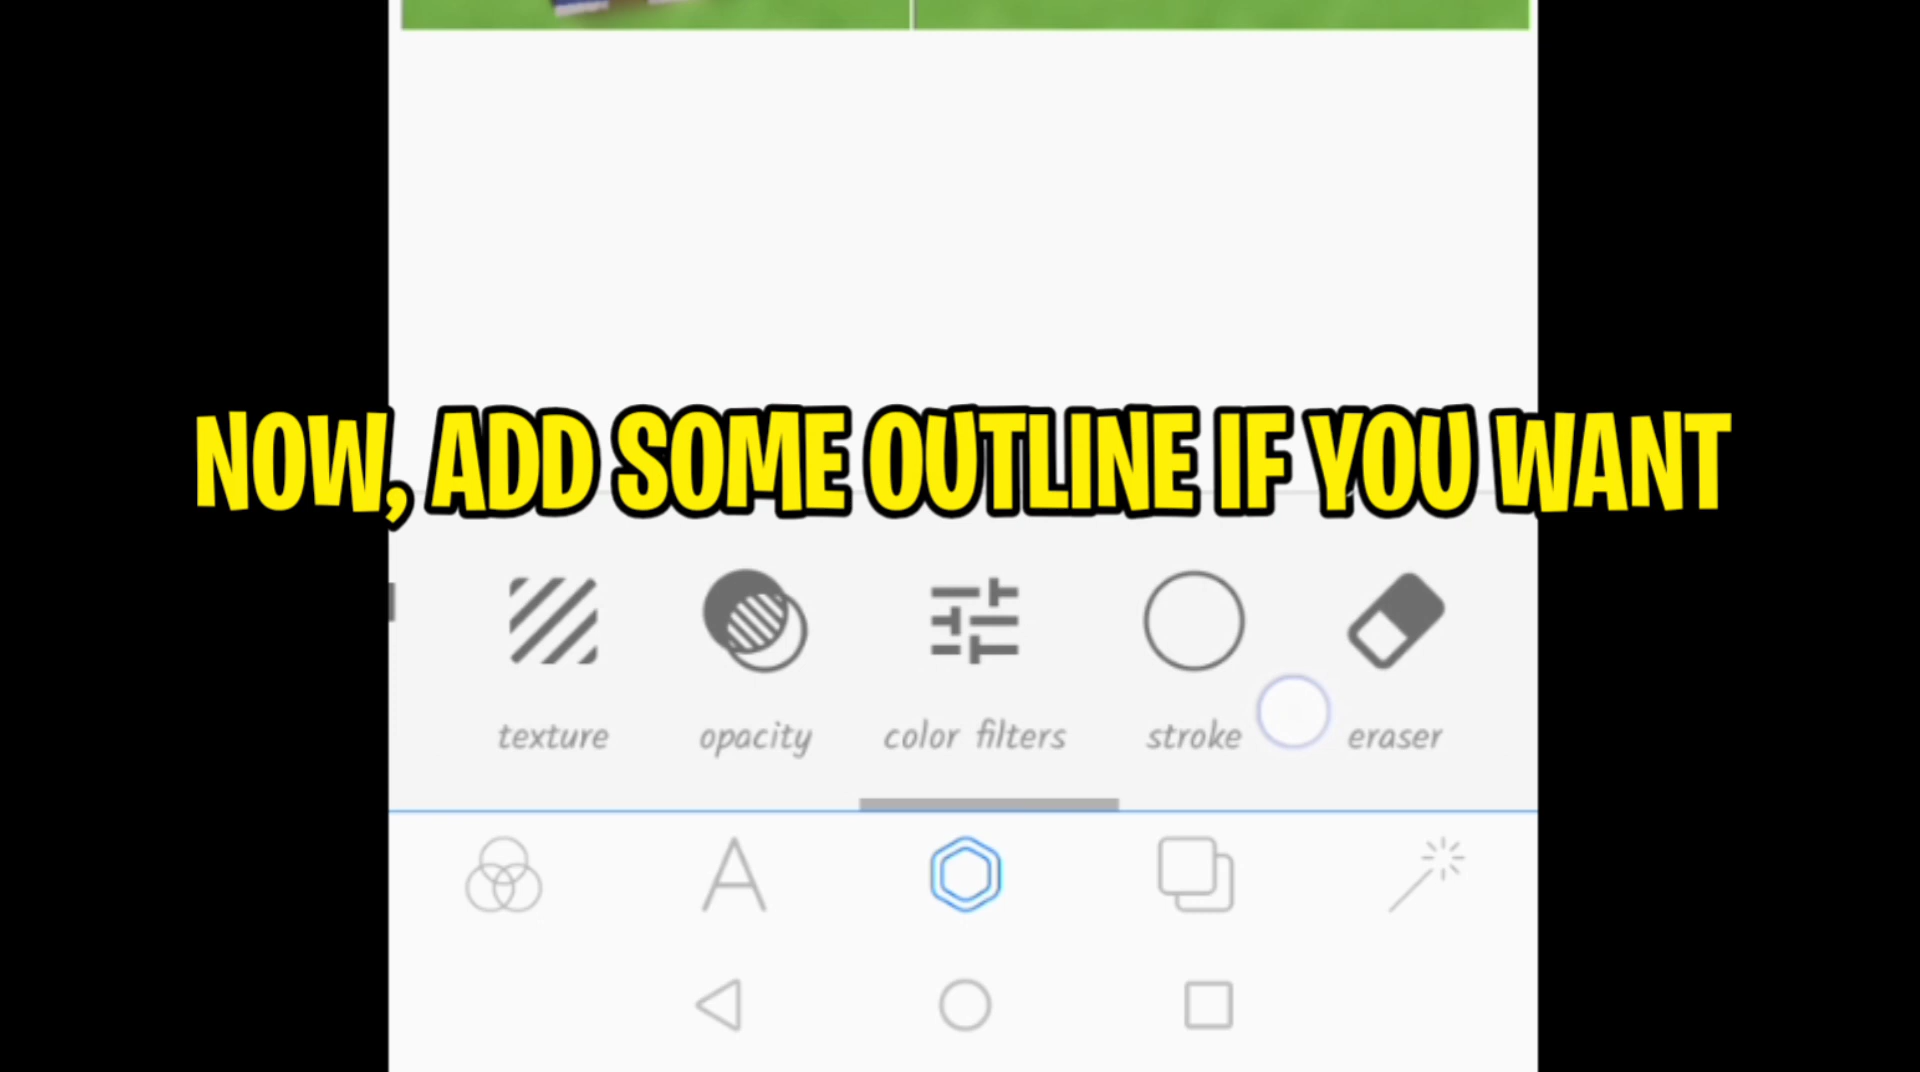 NOW, ADD SOME OUTLINE IF YOU WANT
texture opacity color filters stroke eraser